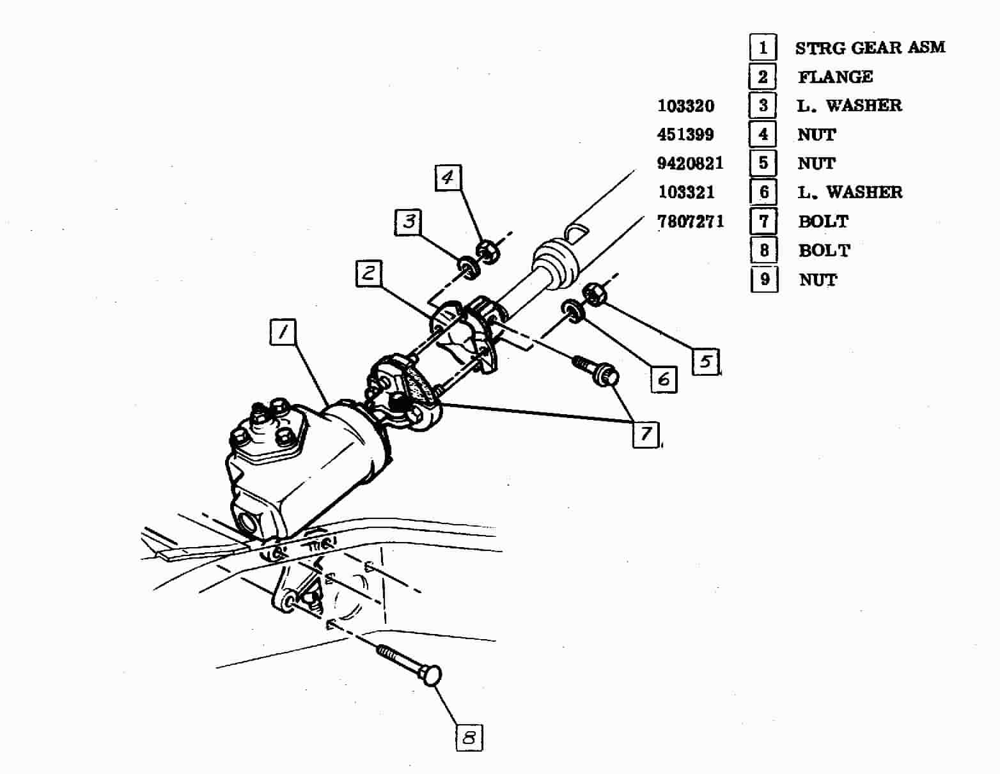 1 STRG GEAR ASM
2 FLANGE
103320 3 L. WASHER
451399 4 NUT
9420821 5 NUT
103321 6 L. WASHER
7807271 7 BOLT
8 BOLT
9 NUT
4
3
2
1
5
6
7
8